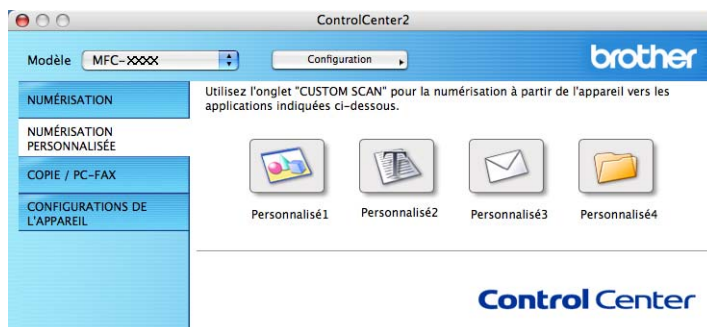 ControlCenter2
Modèle MFC-XXXX Configuration brother
NUMÉRISATION
NUMÉRISATION
PERSONNALISÉE
COPIE / PC-FAX
CONFIGURATIONS DE
L'APPAREIL
Utilisez l'onglet "CUSTOM SCAN" pour la numérisation à partir de l'appareil vers les
applications indiquées ci-dessous.
Personnalisé1 Personnalisé2 Personnalisé3 Personnalisé4
Control Center